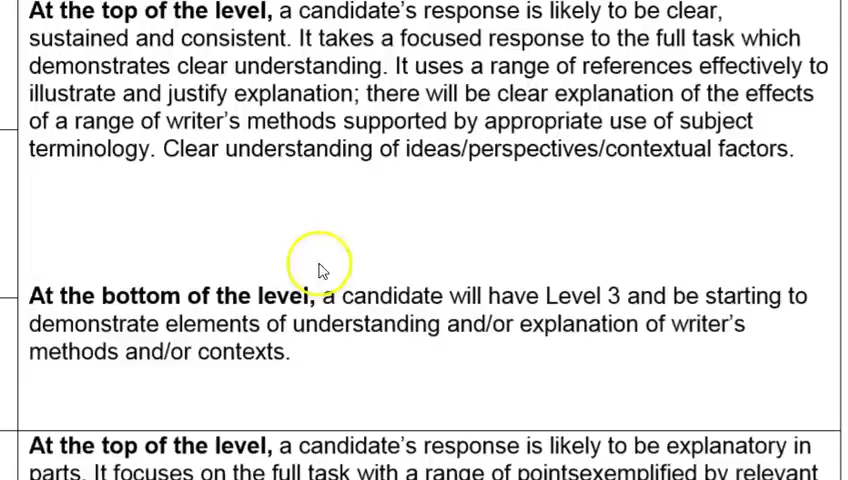 At the top of the level, a candidate's response is likely to be clear,
sustained and consistent. It takes a focused response to the full task which
demonstrates clear understanding. It uses a range of references effectively to
illustrate and justify explanation; there will be clear explanation of the effects
of a range of writer's methods supported by appropriate use of subject
terminology. Clear understanding of ideas/perspectives/contextual factors.
At the bottom of the level, a candidate will have Level 3 and be starting to
demonstrate elements of understanding and/or explanation of writer's
methods and/or contexts.
At the top of the level, a candidate's response is likely to be explanatory in
parts. It focuses on the full task with a range of pointsexemplified by relevant